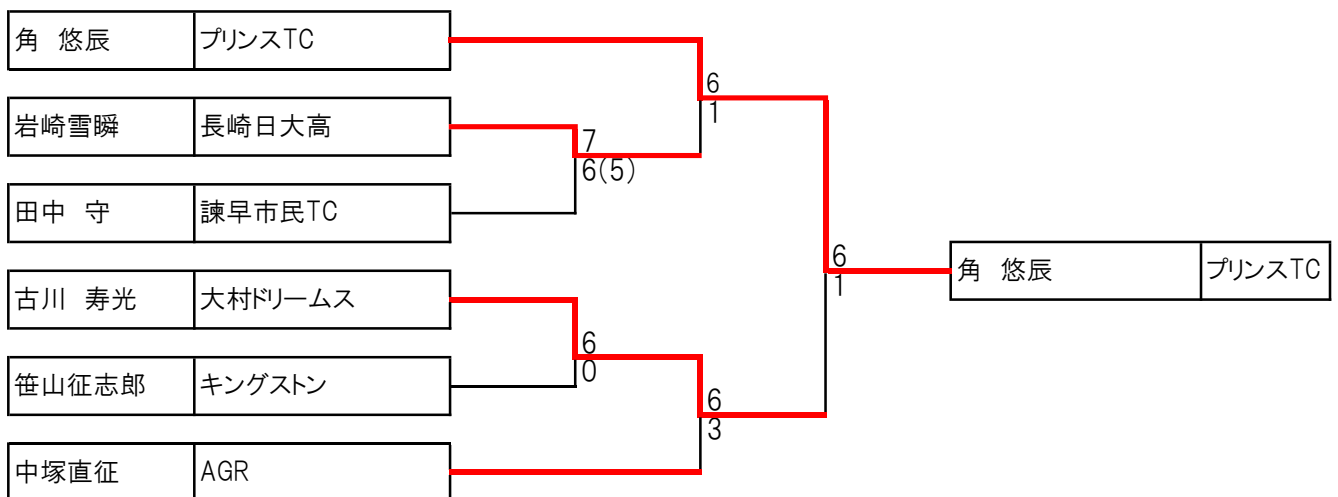 角　悠辰 プリンスTC
6
1
岩崎雪瞬 長崎日大高
7
6(5)
田中　守 諫早市民TC
6
1
角　悠辰 プリンスTC
古川　寿光 大村ドリームス
6
0
笹山征志郎 キングストン
6
3
中塚直征 AGR